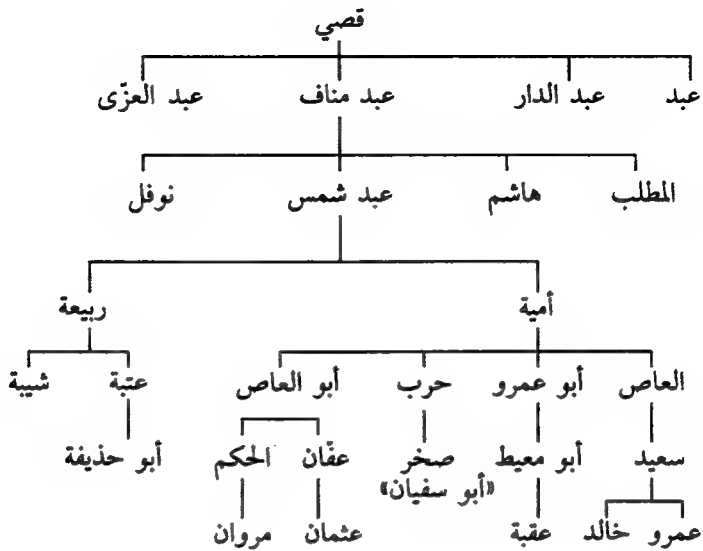 قصي
عبد عبد الدار عبد مناف عبد العزّى
المطلب هاشم عبد شمس نوفل
أمية ربيعة
العاص أبو عمرو حرب أبو العاص عتبة شيبة
سعيد أبو معيط صخر عفّان الحكم أبو حذيفة
«أبو سفيان»
عمرو خالد عقبة عثمان مروان